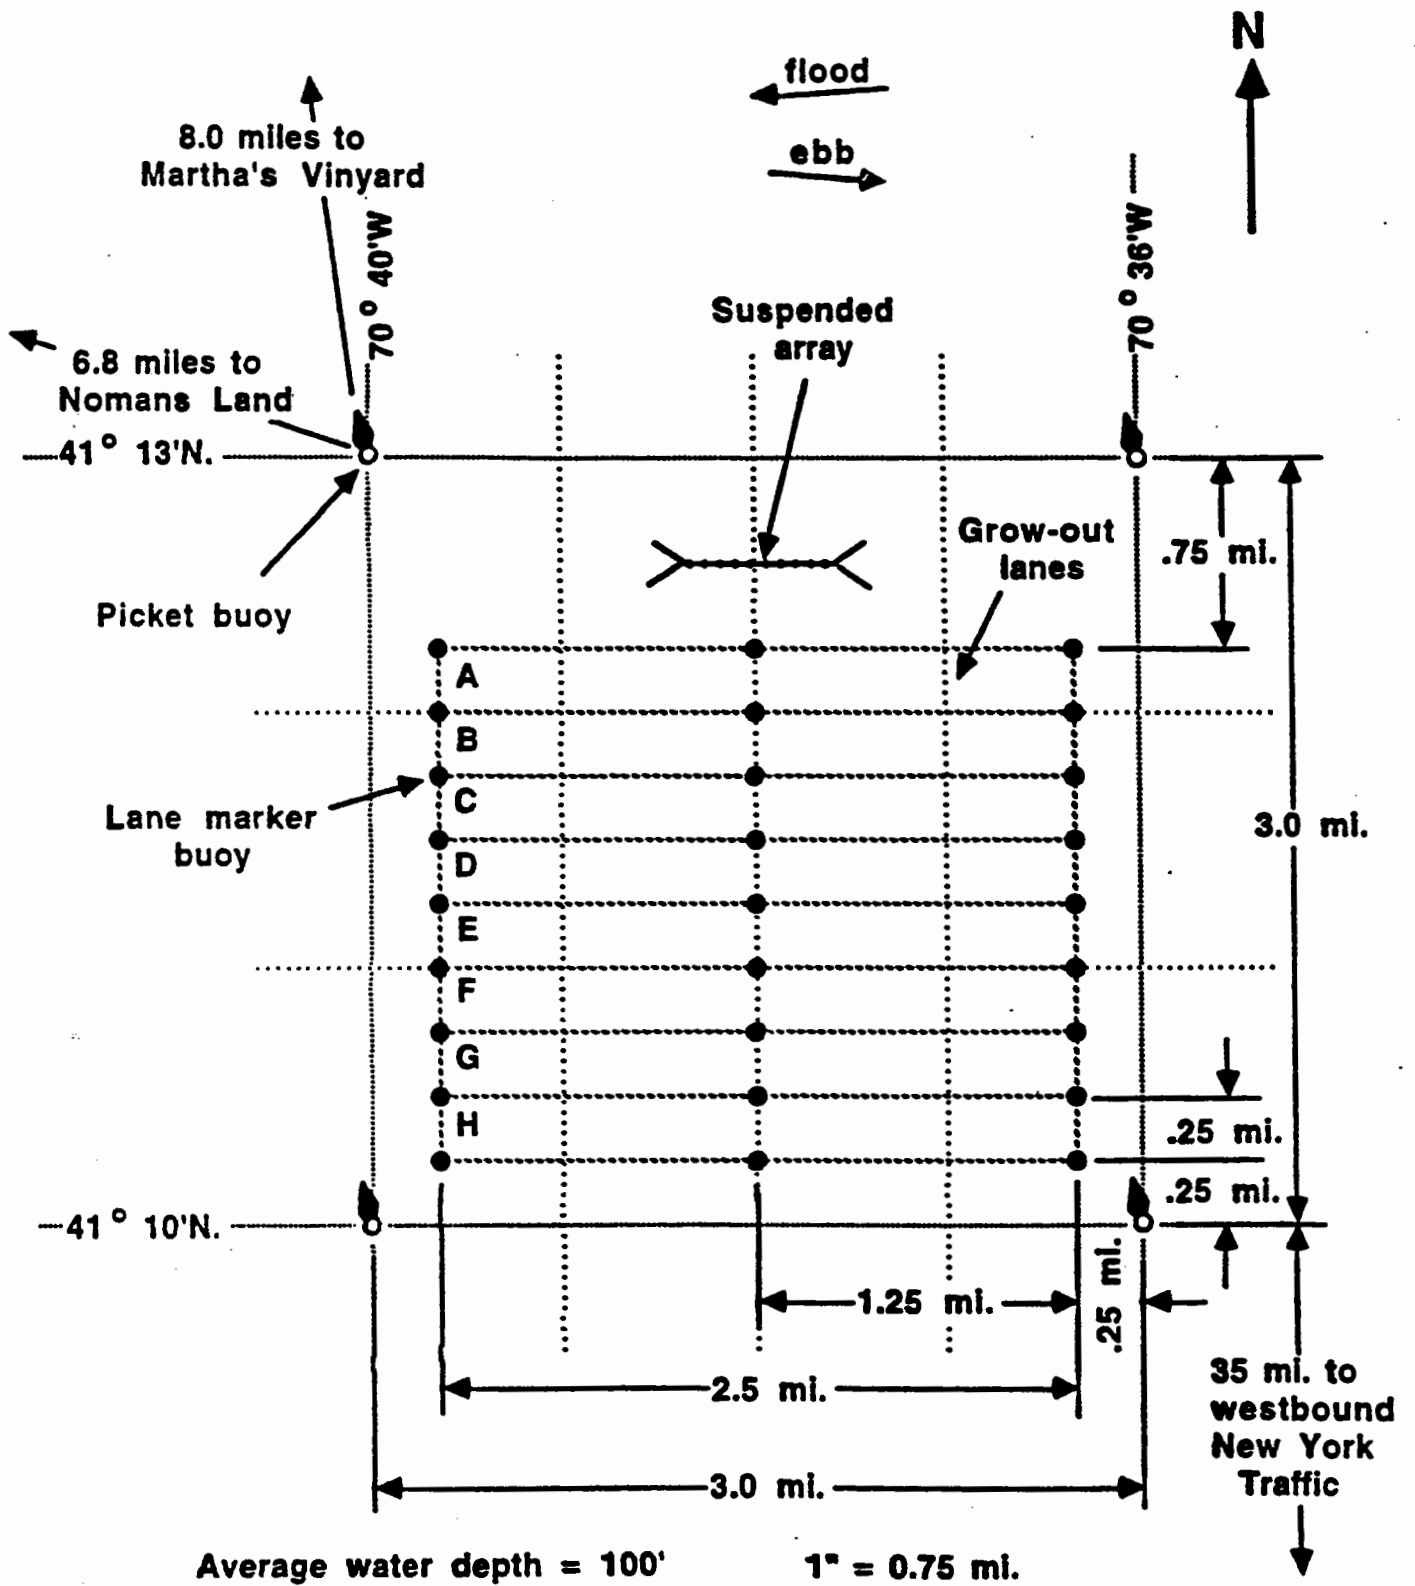 N
flood
ebb
8.0 miles to
Martha's Vinyard
70° 40'W
70° 36'W
Suspended
array
6.8 miles to
Nomans Land
41° 13'N.
Grow-out
lanes
.75 mi.
Picket buoy
A
B
C
D
E
F
G
H
Lane marker
buoy
3.0 mi.
.25 mi.
.25 mi.
41° 10'N.
.25 mi.
1.25 mi.
2.5 mi.
35 mi. to
westbound
New York
Traffic
3.0 mi.
Average water depth = 100'
1" = 0.75 mi.